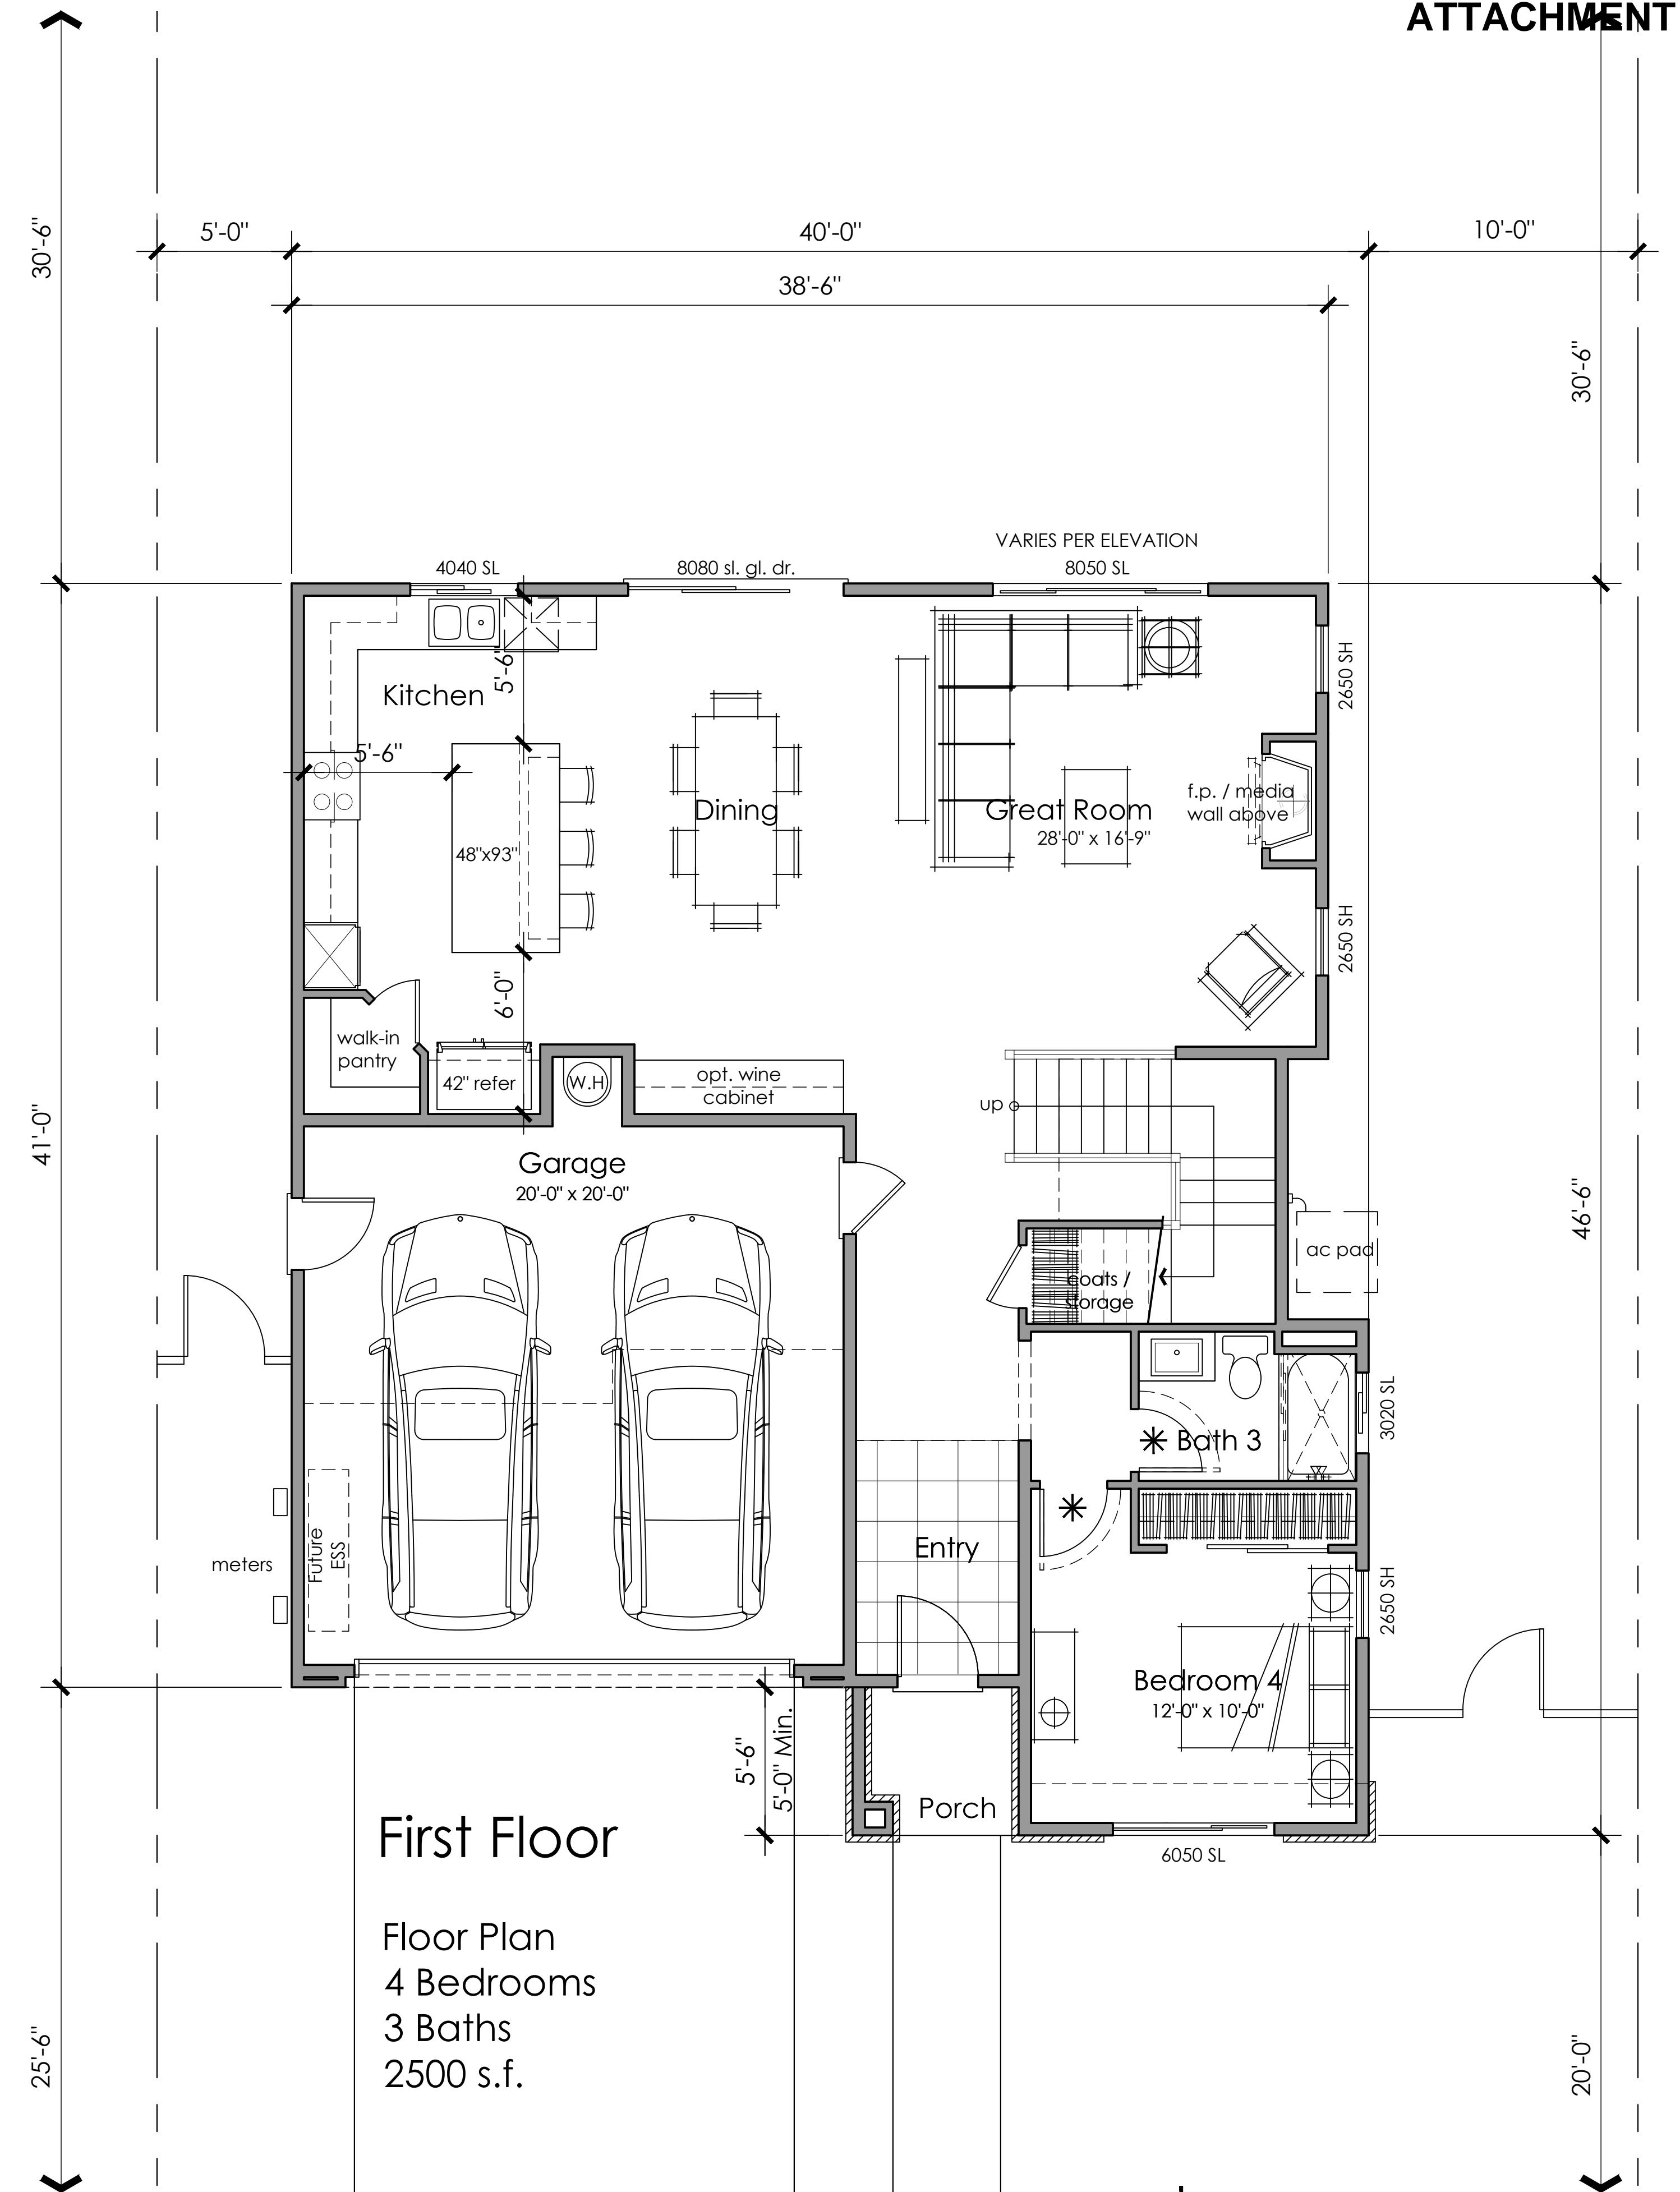 ATTACHMENT
30'-6"
5'-0"
40'-0"
10'-0"
38'-6"
30'-6"
VARIES PER ELEVATION
4040 SL
8080 sl. gl. dr.
8050 SL
5'-6"
Kitchen
2650 SH
5'-6"
Dining
Great Room
28'-0" x 16'-9"
f.p. / media
wall above
48"x93"
2650 SH
6'-0"
walk-in
pantry
42" refer
W.H
opt. wine
cabinet
up
41'-0"
Garage
20'-0" x 20'-0"
46'-6"
ac pad
coats /
storage
3020 SL
Bath 3
Entry
meters
Future
ESS
2650 SH
Bedroom 4
12'-0" x 10'-0"
5'-6"
5'-0" Min.
Porch
First Floor
6050 SL
Floor Plan
4 Bedrooms
3 Baths
2500 s.f.
25'-6"
20'-0"